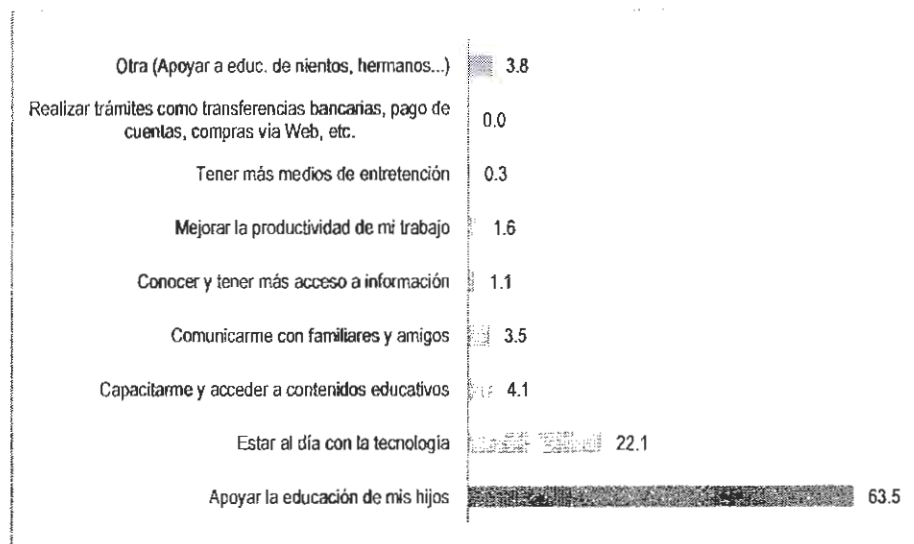 Otra (Apoyar a educ. de nientos, hermanos...) 3.8
Realizar trámites como transferencias bancarias, pago de
cuentas, compras via Web, etc. 0.0
Tener más medios de entretención 0.3
Mejorar la productividad de mi trabajo 1.6
Conocer y tener más acceso a información 1.1
Comunicarme con familiares y amigos 3.5
Capacitarme y acceder a contenidos educativos 4.1
Estar al día con la tecnologia 22.1
Apoyar la educación de mis hijos 63.5